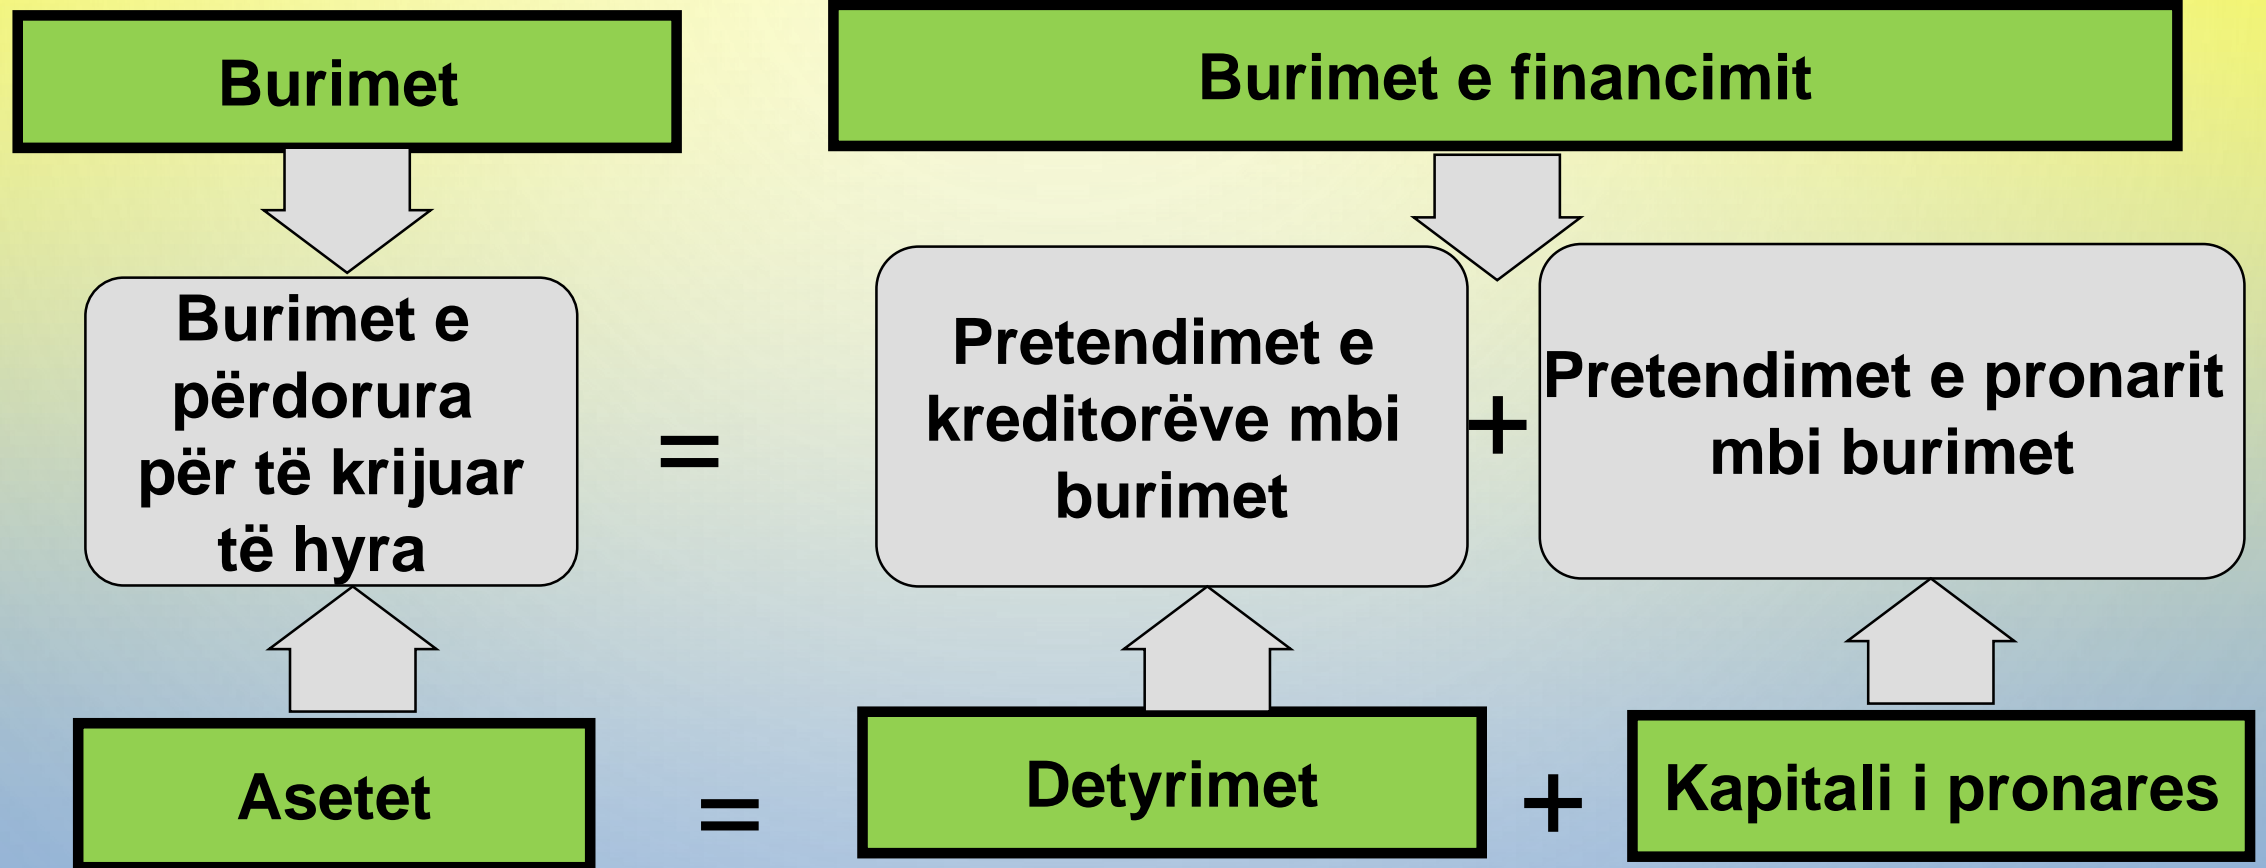 Burimet
Burimet e financimit
Burimet e
përdorura
për të krijuar
të hyra
=
Pretendimet e
kreditorëve mbi
burimet
+
Pretendimet e pronarit
mbi burimet
Asetet
=
Detyrimet
+
Kapitali i pronares